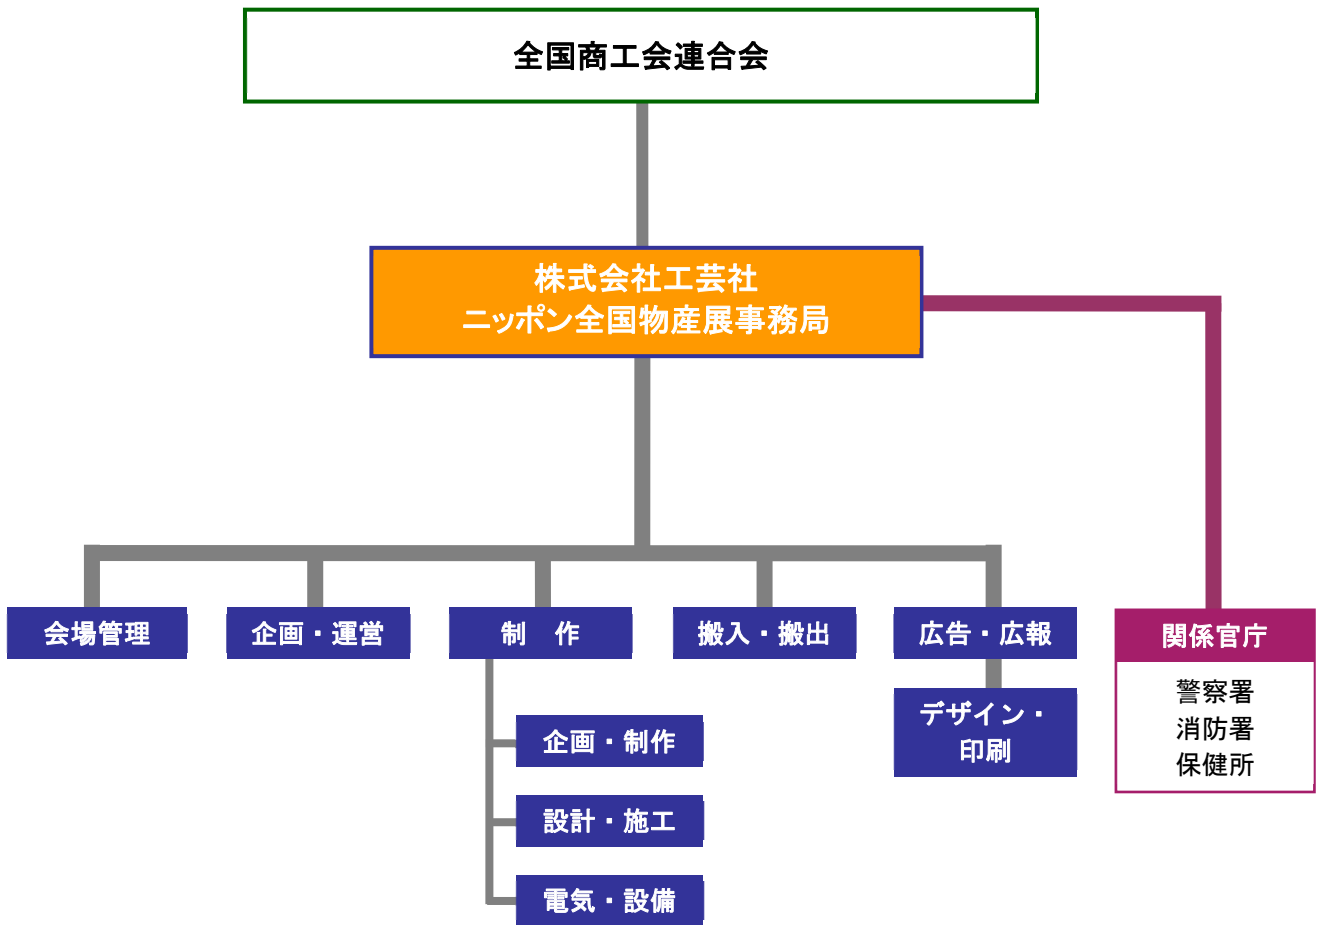 全国商工会連合会
株式会社工芸社
ニッポン全国物産展事務局
会場管理
企画・運営
制　作
搬入・搬出
広告・広報
関係官庁
警察署
消防署
保健所
デザイン・
印刷
企画・制作
設計・施工
電気・設備